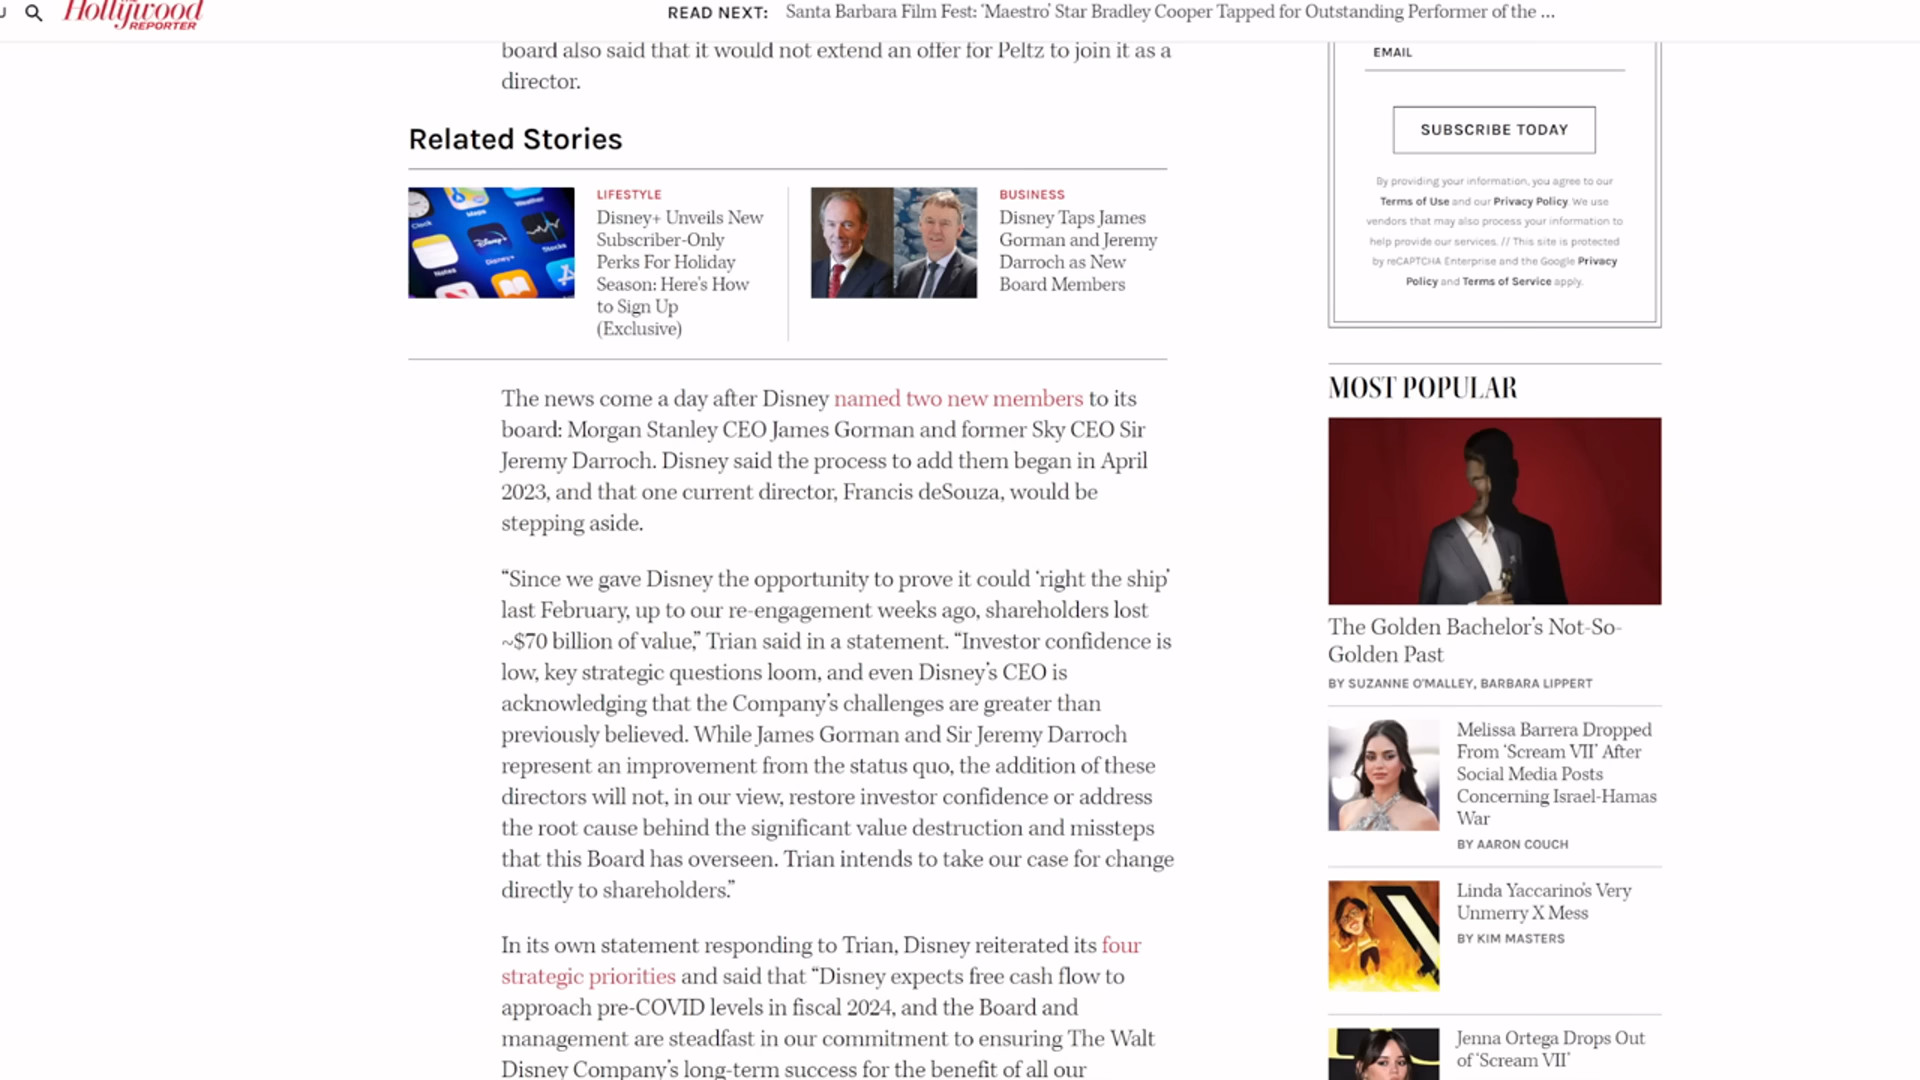 Hollywood
REPORTER
READ NEXT: Santa Barbara Film Fest: ‘Maestro’ Star Bradley Cooper Tapped for Outstanding Performer of the ...
board also said that it would not extend an offer for Peltz to join it as a
director.
Related Stories
Clock
Maps
Weather
Notes
Disney+
Disney+
Stocks
LIFESTYLE
Disney+ Unveils New
Subscriber-Only
Perks For Holiday
Season: Here’s How
to Sign Up
(Exclusive)
BUSINESS
Disney Taps James
Gorman and Jeremy
Darroch as New
Board Members
The news come a day after Disney named two new members to its
board: Morgan Stanley CEO James Gorman and former Sky CEO Sir
Jeremy Darroch. Disney said the process to add them began in April
2023, and that one current director, Francis deSouza, would be
stepping aside.
“Since we gave Disney the opportunity to prove it could ‘right the ship’
last February, up to our re-engagement weeks ago, shareholders lost
~$70 billion of value,” Trian said in a statement. “Investor confidence is
low, key strategic questions loom, and even Disney’s CEO is
acknowledging that the Company’s challenges are greater than
previously believed. While James Gorman and Sir Jeremy Darroch
represent an improvement from the status quo, the addition of these
directors will not, in our view, restore investor confidence or address
the root cause behind the significant value destruction and missteps
that this Board has overseen. Trian intends to take our case for change
directly to shareholders.”
In its own statement responding to Trian, Disney reiterated its four
strategic priorities and said that “Disney expects free cash flow to
approach pre-COVID levels in fiscal 2024, and the Board and
management are steadfast in our commitment to ensuring The Walt
Disney Company’s long-term success for the benefit of all our
EMAIL
SUBSCRIBE TODAY
By providing your information, you agree to our
Terms of Use and our Privacy Policy. We use
vendors that may also process your information to
help provide our services. // This site is protected
by reCAPTCHA Enterprise and the Google Privacy
Policy and Terms of Service apply.
MOST POPULAR
The Golden Bachelor’s Not-So-
Golden Past
BY SUZANNE O’MALLEY, BARBARA LIPPERT
Melissa Barrera Dropped
From ‘Scream VII’ After
Social Media Posts
Concerning Israel-Hamas
War
BY AARON COUCH
Linda Yaccarino’s Very
Unmerry X Mess
BY KIM MASTERS
Jenna Ortega Drops Out
of ‘Scream VII’